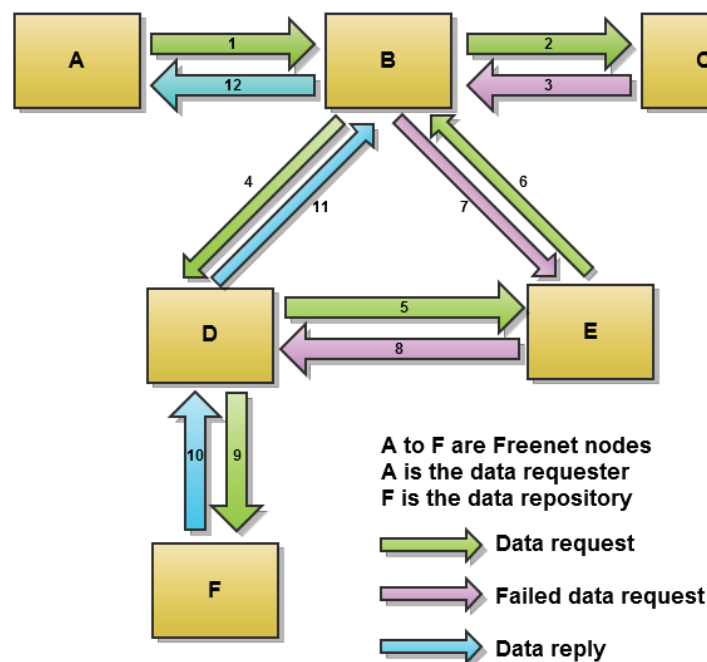 A
1
B
2
C
12
3
4
11
7
6
D
5
E
8
10
9
A to F are Freenet nodes
A is the data requester
F is the data repository
F
Data request
Failed data request
Data reply